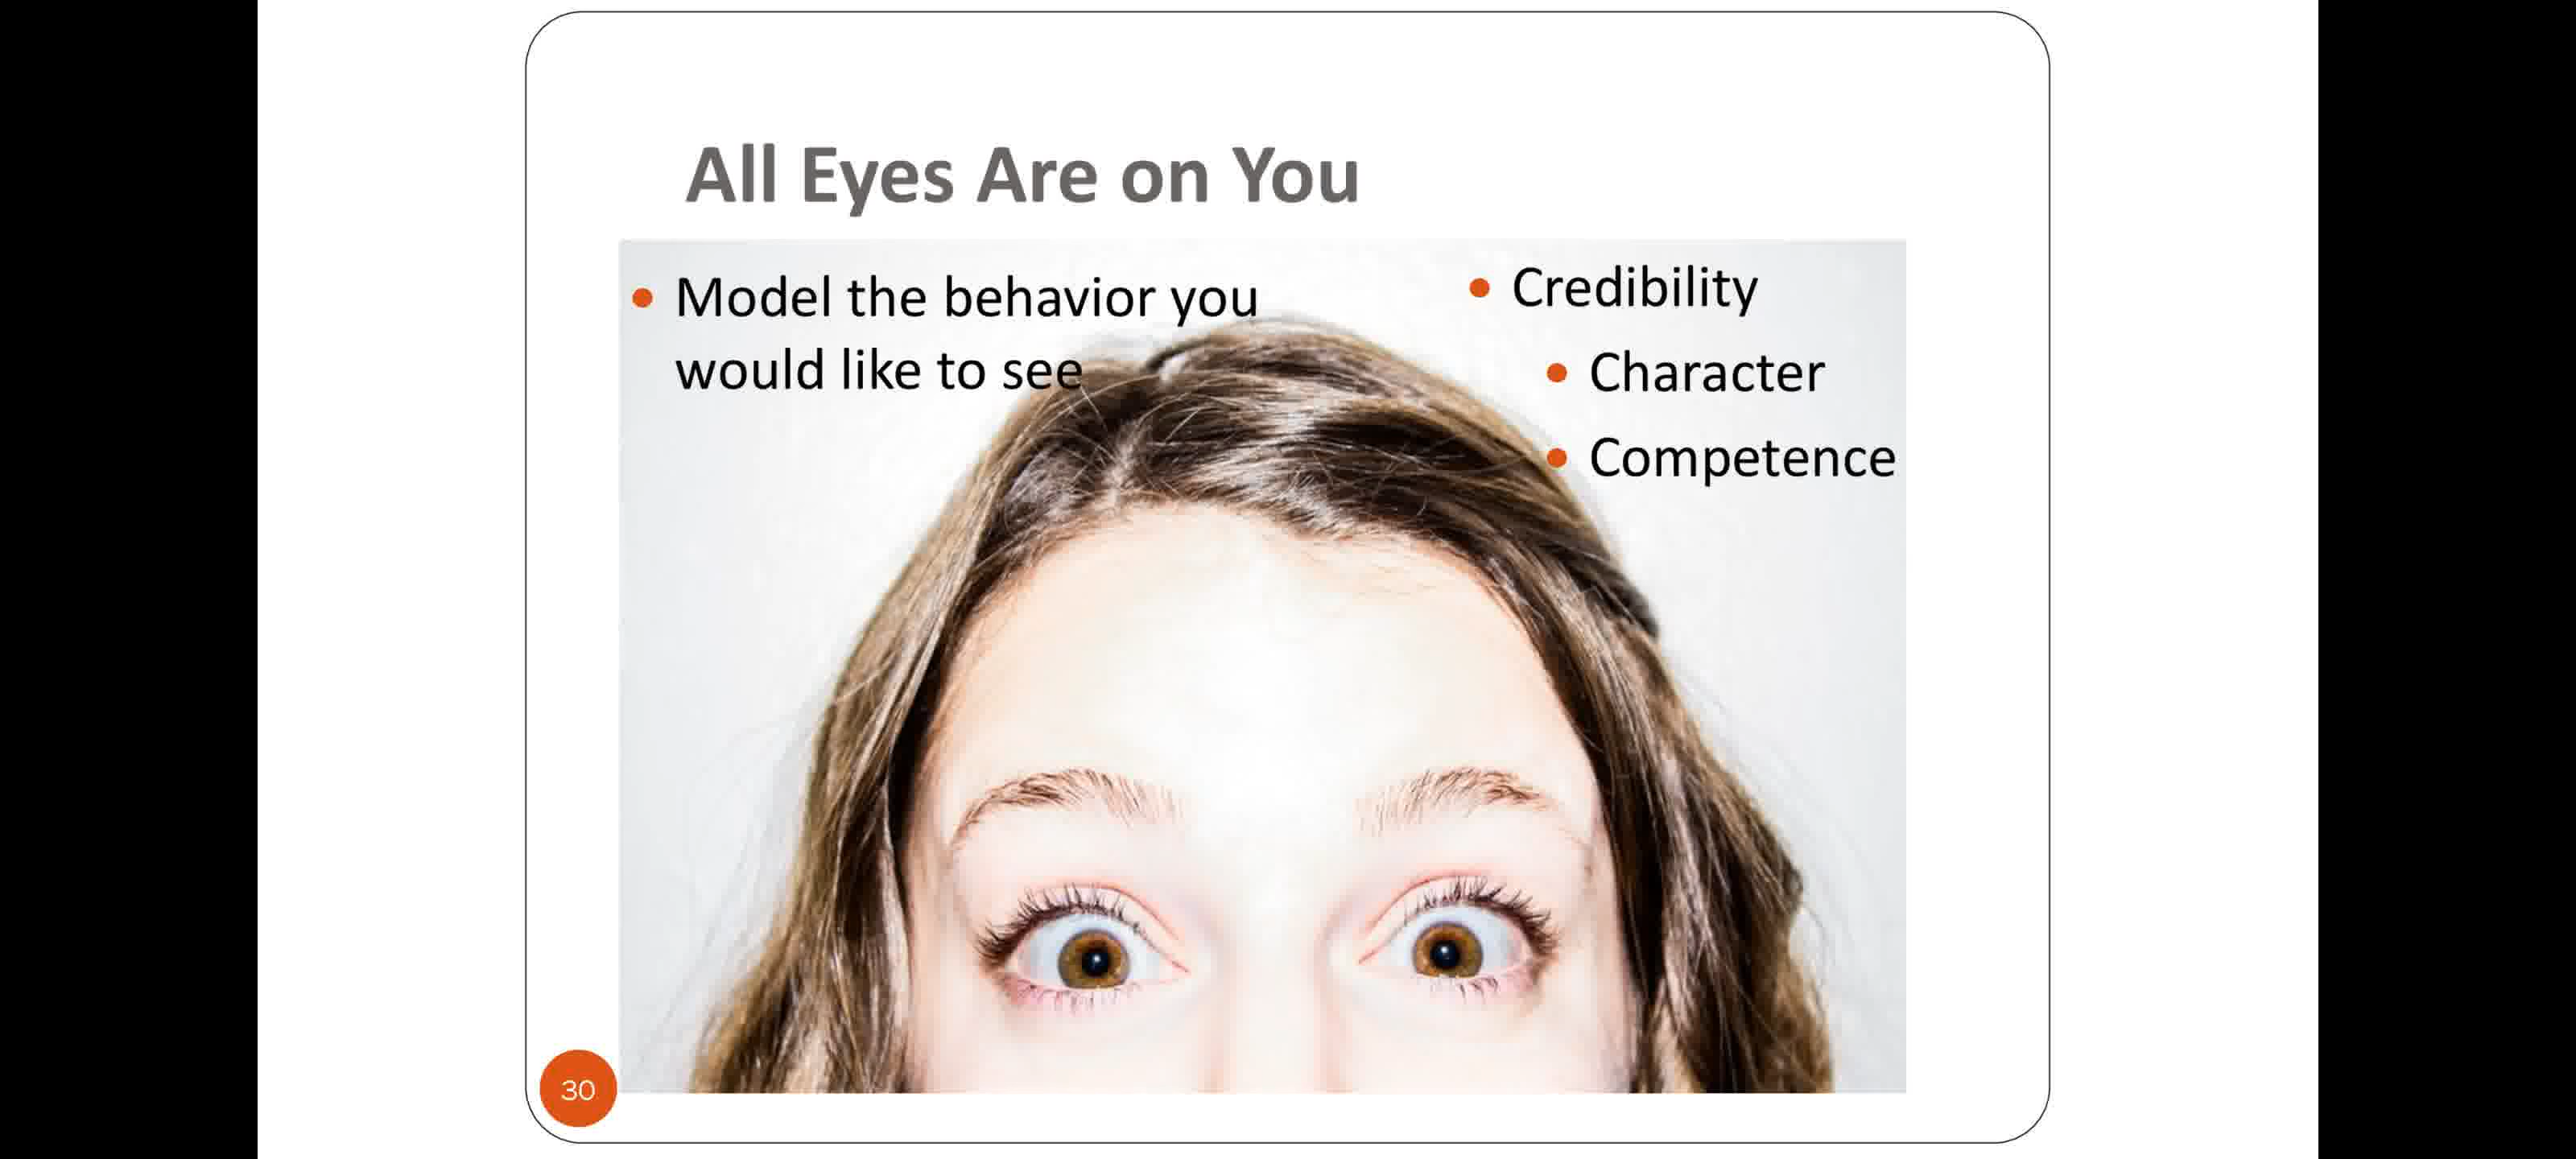 All Eyes Are on You
• Model the behavior you
would like to see
• Credibility
• Character
• Competence
30